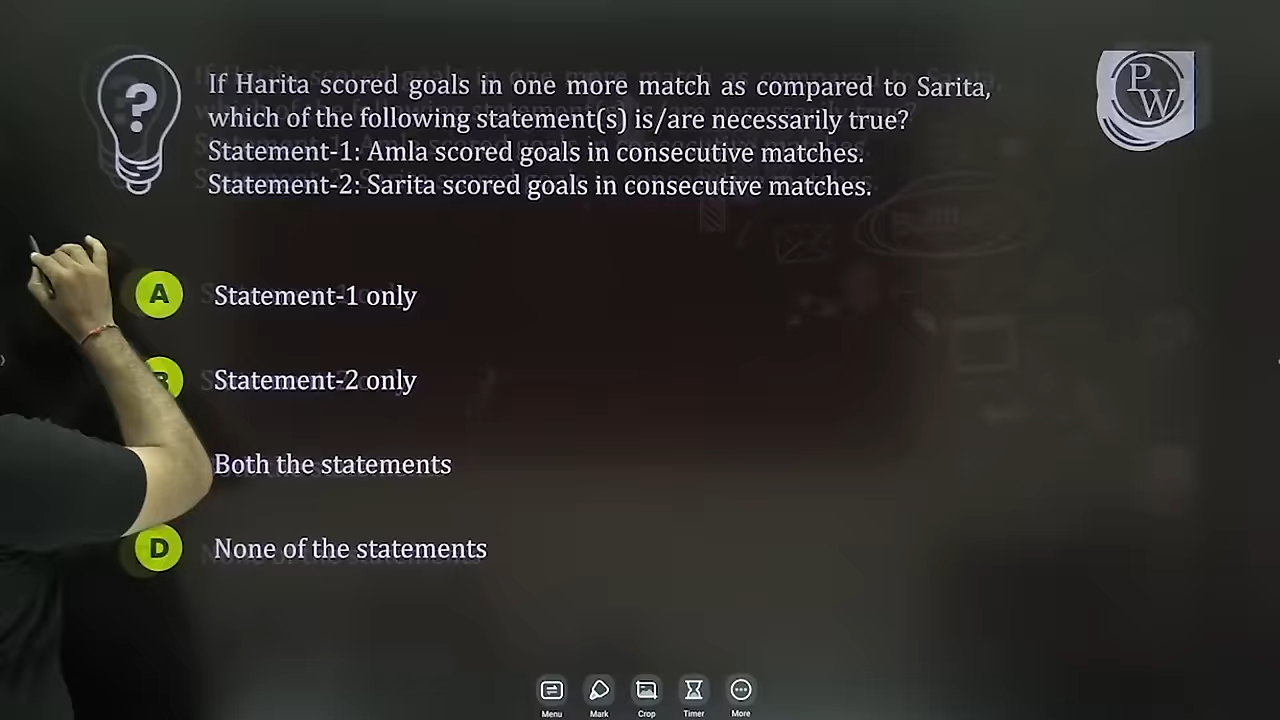 If Harita scored goals in one more match as compared to Sarita,
which of the following statement(s) is/are necessarily true?
Statement-1: Amla scored goals in consecutive matches.
Statement-2: Sarita scored goals in consecutive matches.
PW
A Statement-1 only
B Statement-2 only
Both the statements
D None of the statements
Menu Mark Crop Timer More